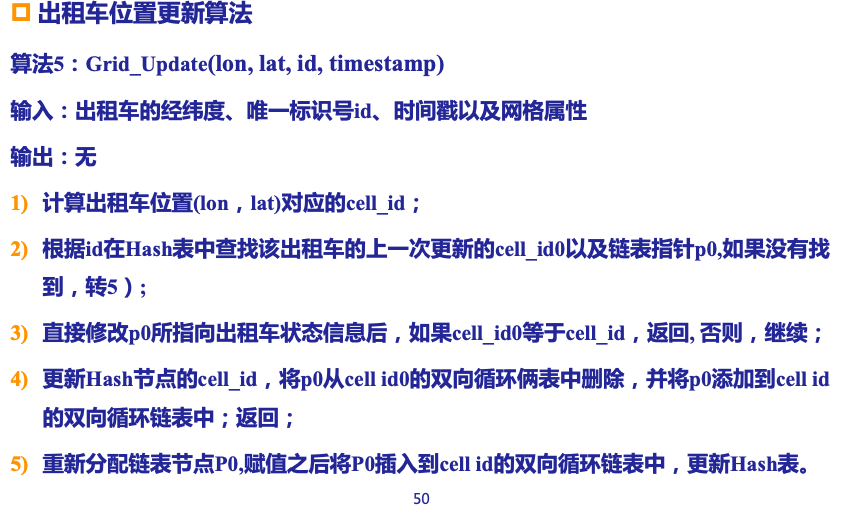 出租车位置更新算法
算法5：Grid_Update(lon, lat, id, timestamp)
输入：出租车的经纬度、唯一标识号id、时间戳以及网格属性
输出：无
1) 计算出租车位置(lon，lat)对应的cell_id；
2) 根据id在Hash表中查找该出租车的上一次更新的cell_id0以及链表指针p0,如果没有找
到，转5）;
3) 直接修改p0所指向出租车状态信息后，如果cell_id0等于cell_id，返回, 否则，继续；
4) 更新Hash节点的cell_id，将p0从cell id0的双向循环俩表中删除，并将p0添加到cell id
的双向循环链表中；返回；
5) 重新分配链表节点P0,赋值之后将P0插入到cell id的双向循环链表中，更新Hash表。
50